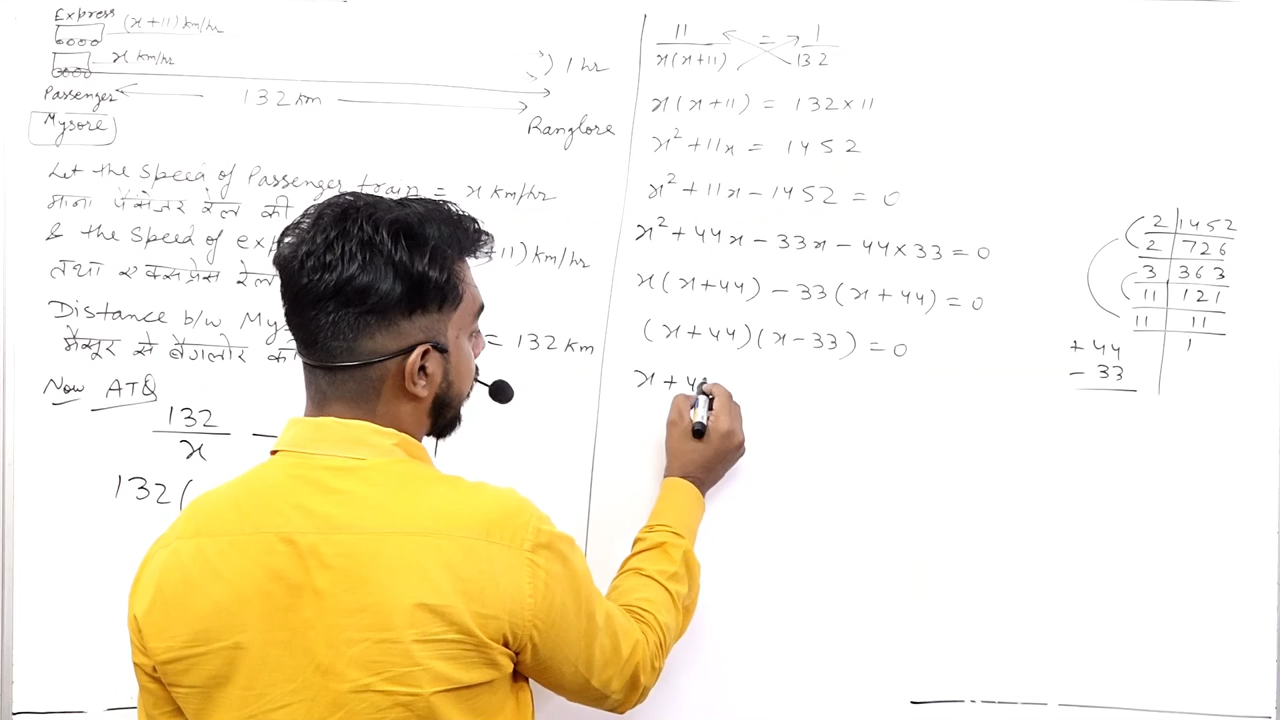 Express (x+11) km/hr
x km/hr
) 1 hr
Passenger 132 km
Mysore
Banglore
Let the speed of Passenger train = x km/hr
माना पैसेंजर रेल की
& the speed of exp +11) km/hr
तथा एक्सप्रेस रेल
Distance b/w Mys = 132 km
मैसूर से बैंगलोर की
Now ATQ
132/x −
132(
11/x(x+11) = 1/132
x(x+11) = 132×11
x² + 11x = 1452
x² + 11x − 1452 = 0
x² + 44x − 33x − 44×33 = 0
x(x+44) − 33(x+44) = 0
(x+44)(x−33) = 0
x + 4
2 | 1452
2 | 726
3 | 363
11 | 121
11 | 11
1
+ 44
− 33